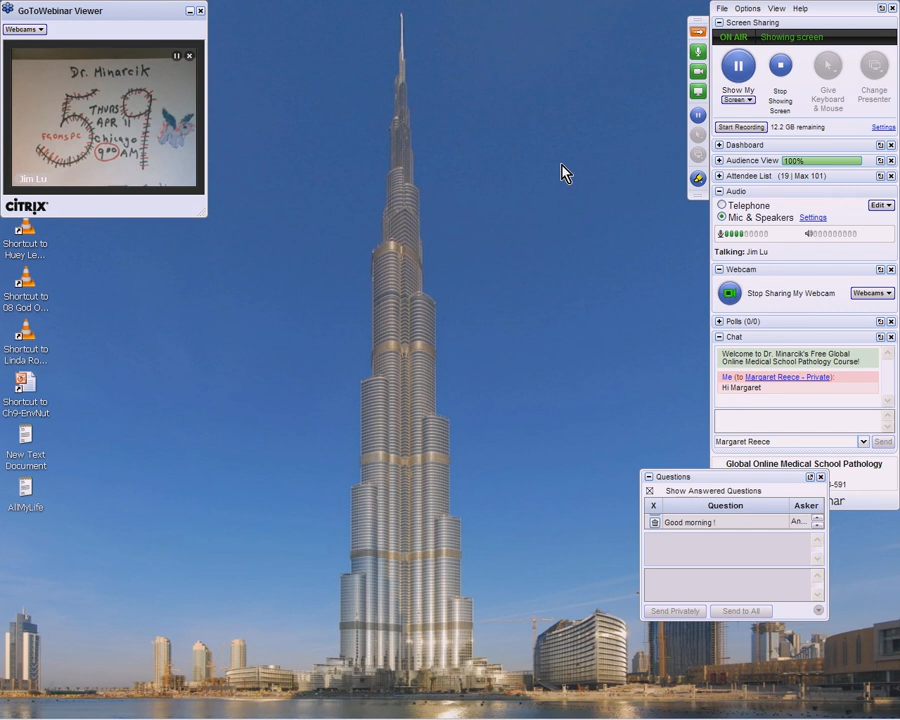 GoToWebinar Viewer
Webcams
Dr. Minarcik
59
THURS
APR 11
Chicago
900 AM
FGOMSPC
Jim Lu
CITRIX
Shortcut to
Huey Le...
Shortcut to
08 God O...
Shortcut to
Linda Ro...
Shortcut to
Ch9-EnvNut
New Text
Document
AllMyLife
File Options View Help
Screen Sharing
ON AIR Showing screen
Show My
Screen
Stop
Showing
Screen
Give
Keyboard
& Mouse
Change
Presenter
Start Recording 12.2 GB remaining Settings
Dashboard
Audience View 100%
Attendee List (19 | Max 101)
Audio
Telephone Edit
Mic & Speakers Settings
Talking: Jim Lu
Webcam
Stop Sharing My Webcam Webcams
Polls (0/0)
Chat
Welcome to Dr. Minarcik's Free Global
Online Medical School Pathology Course!
Me (to Margaret Reece - Private):
Hi Margaret
Margaret Reece Send
Global Online Medical School Pathology
-591
nar
Questions
Show Answered Questions
X Question Asker
Good morning ! An...
Send Privately Send to All